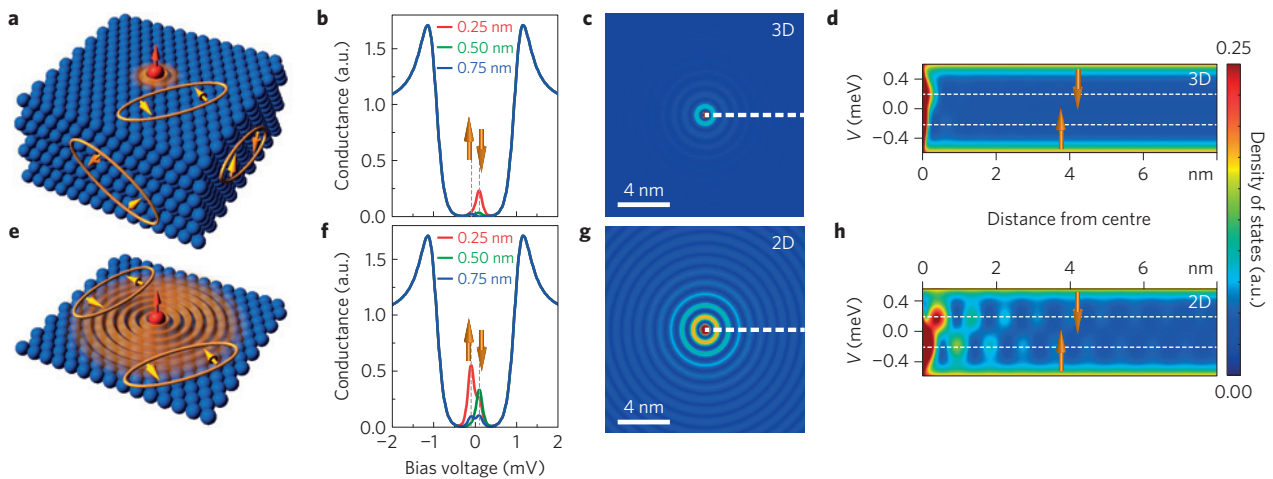 a
b
c
d
0.25 nm
0.50 nm
0.75 nm
Conductance (a.u.)
1.5
1.0
0.5
0.0
3D
4 nm
3D
V (meV)
0.4
0.0
−0.4
0 2 4 6 nm
Distance from centre
0.25
Density of states (a.u.)
0.00
e
f
g
h
0.25 nm
0.50 nm
0.75 nm
Conductance (a.u.)
1.5
1.0
0.5
0.0
−2 −1 0 1 2
Bias voltage (mV)
2D
4 nm
0 2 4 6 nm
2D
V (meV)
0.4
0.0
−0.4